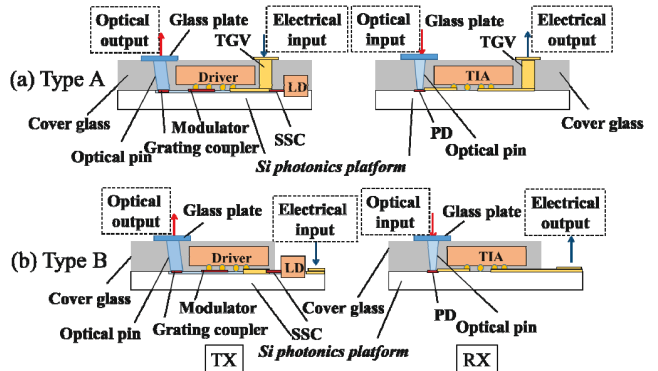 Optical
output
Glass plate
TGV
Electrical
input
Driver
LD
(a) Type A
Cover glass
Optical pin
Modulator
Grating coupler
SSC
Si photonics platform
Optical
input
Glass plate
TGV
Electrical
output
TIA
PD
Optical pin
Cover glass
Optical
output
Glass plate
Electrical
input
Driver
LD
(b) Type B
Cover glass
Optical pin
Modulator
Grating coupler
SSC
Si photonics platform
TX
Optical
input
Glass plate
Electrical
output
TIA
Cover glass
PD
Optical pin
RX